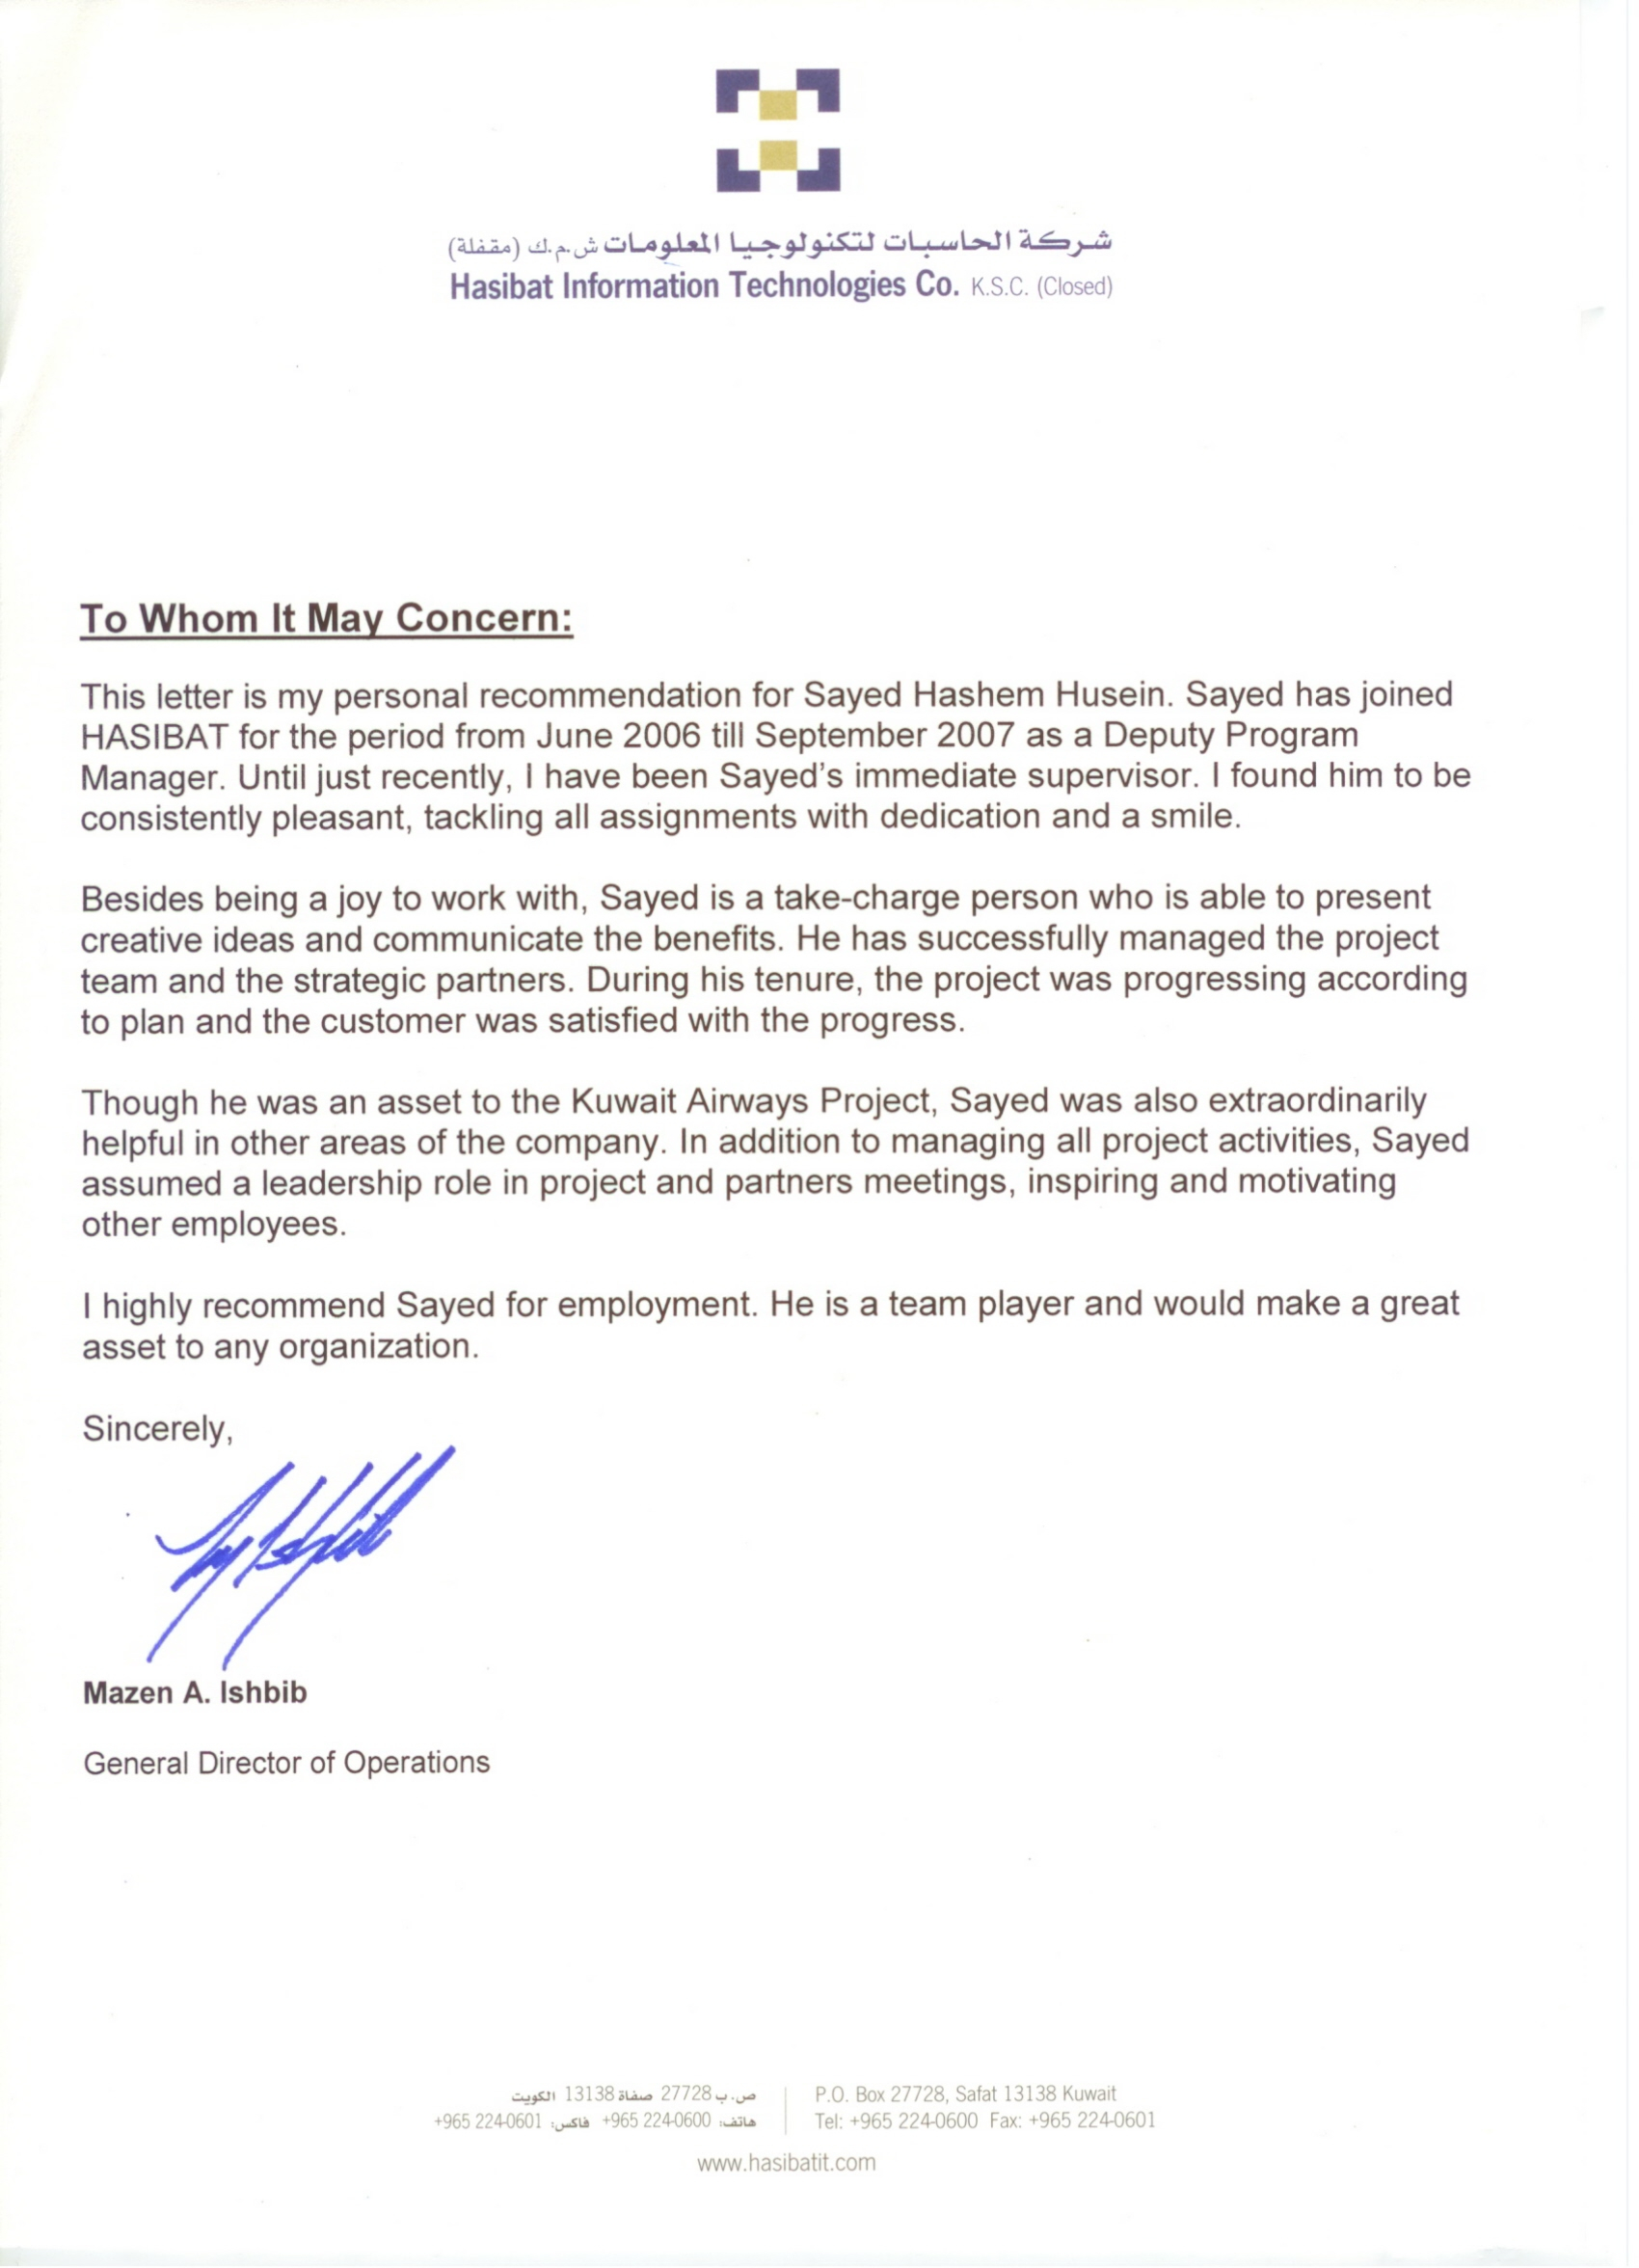 شركة الحاسبات لتكنولوجيا المعلومات ش.م.ك (مقفلة)
Hasibat Information Technologies Co. K.S.C. (Closed)
To Whom It May Concern:
This letter is my personal recommendation for Sayed Hashem Husein. Sayed has joined
HASIBAT for the period from June 2006 till September 2007 as a Deputy Program
Manager. Until just recently, I have been Sayed's immediate supervisor. I found him to be
consistently pleasant, tackling all assignments with dedication and a smile.
Besides being a joy to work with, Sayed is a take-charge person who is able to present
creative ideas and communicate the benefits. He has successfully managed the project
team and the strategic partners. During his tenure, the project was progressing according
to plan and the customer was satisfied with the progress.
Though he was an asset to the Kuwait Airways Project, Sayed was also extraordinarily
helpful in other areas of the company. In addition to managing all project activities, Sayed
assumed a leadership role in project and partners meetings, inspiring and motivating
other employees.
I highly recommend Sayed for employment. He is a team player and would make a great
asset to any organization.
Sincerely,
Mazen A. Ishbib
General Director of Operations
ص.ب 27728 صفاة 13138 الكويت
هاتف: 0600-224 965+ فاكس: 0601-224 965+
P.O. Box 27728, Safat 13138 Kuwait
Tel: +965 224-0600 Fax: +965 224-0601
www.hasibatit.com